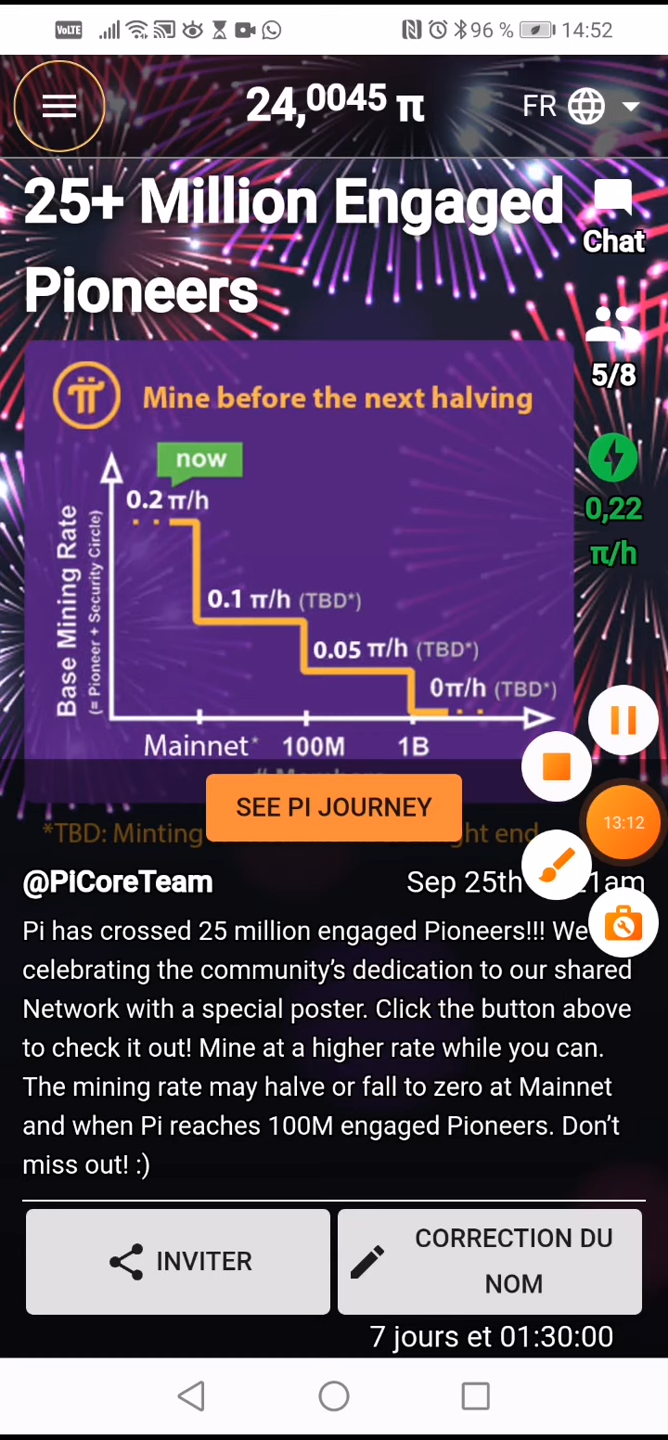 VoLTE 96 % 14:52
24,0045 π FR
25+ Million Engaged
Pioneers
Chat
5/8
0,22
π/h
Mine before the next halving
now
0.2 π/h
0.1 π/h (TBD*)
0.05 π/h (TBD*)
0π/h (TBD*)
Base Mining Rate
(= Pioneer + Security Circle)
Mainnet* 100M 1B
SEE PI JOURNEY
*TBD: Minting
13:12
@PiCoreTeam Sep 25th
Pi has crossed 25 million engaged Pioneers!!! We
celebrating the community’s dedication to our shared
Network with a special poster. Click the button above
to check it out! Mine at a higher rate while you can.
The mining rate may halve or fall to zero at Mainnet
and when Pi reaches 100M engaged Pioneers. Don’t
miss out! :)
INVITER
CORRECTION DU
NOM
7 jours et 01:30:00